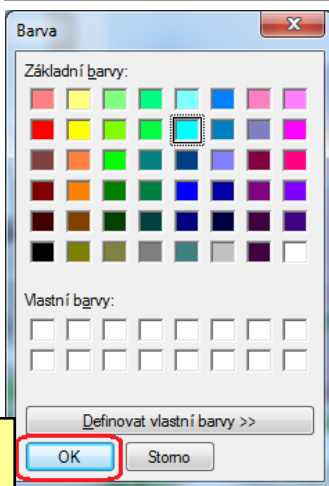 Barva
Základní barvy:
Vlastní barvy:
Definovat vlastní barvy >>
OK
Storno